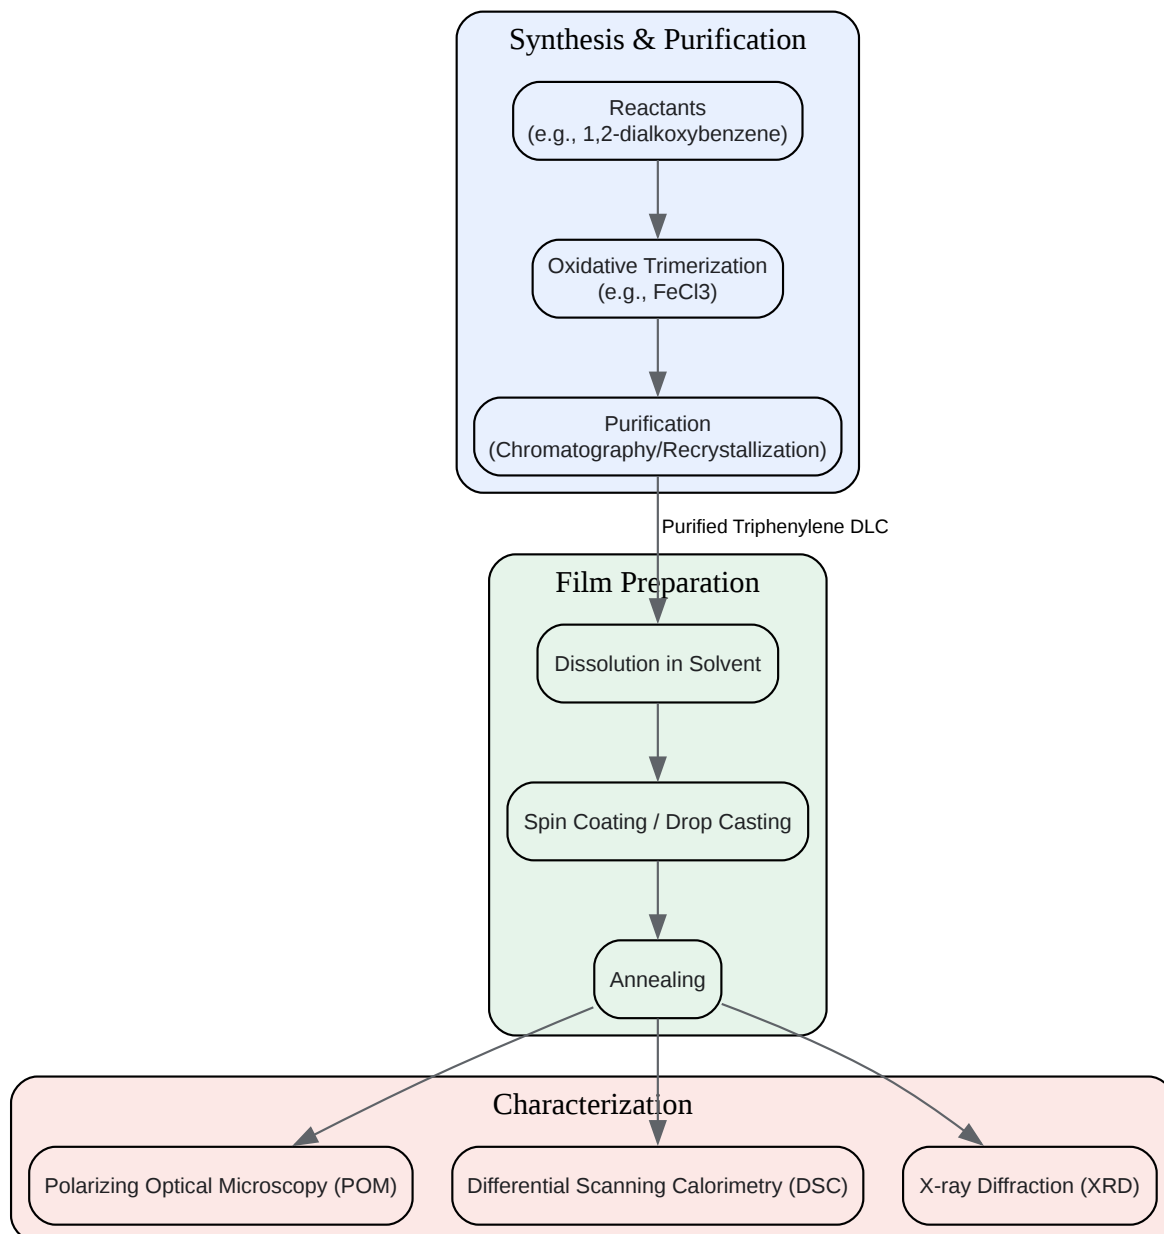 Synthesis & Purification
Reactants
(e.g., 1,2-dialkoxybenzene)
Oxidative Trimerization
(e.g., FeCl3)
Purification
(Chromatography/Recrystallization)
Purified Triphenylene DLC
Film Preparation
Dissolution in Solvent
Spin Coating / Drop Casting
Annealing
Characterization
Polarizing Optical Microscopy (POM)
Differential Scanning Calorimetry (DSC)
X-ray Diffraction (XRD)